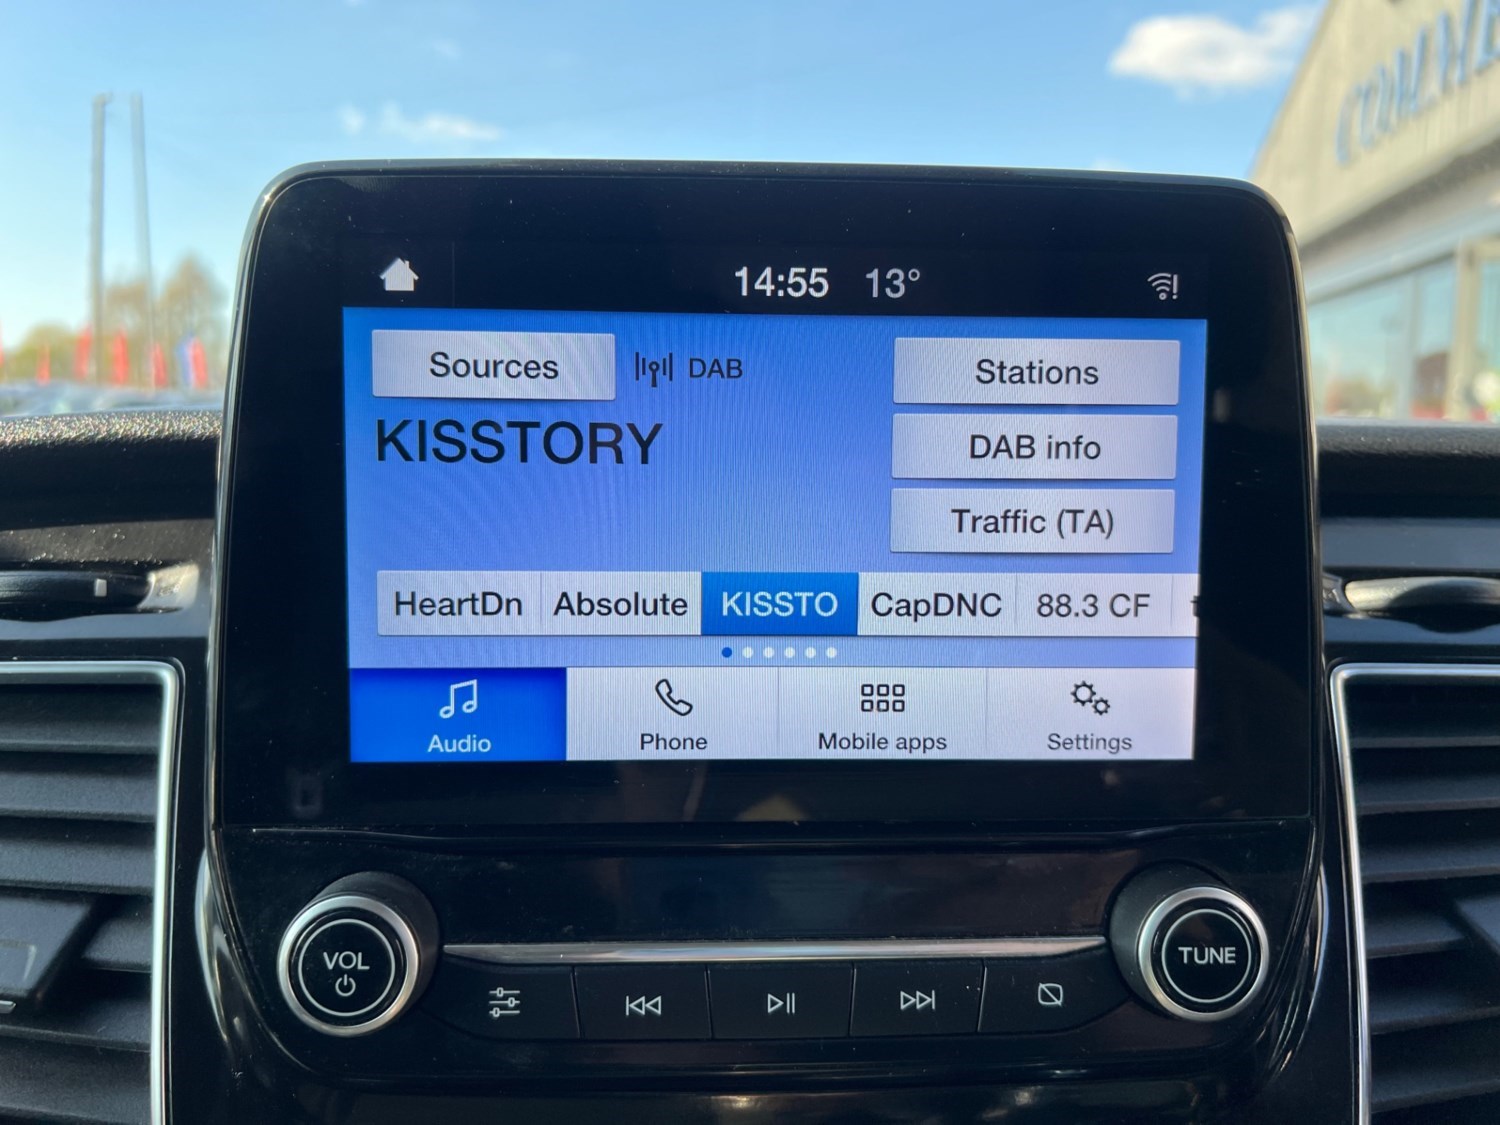 14:55 13°
Sources DAB Stations
KISSTORY
DAB info
Traffic (TA)
HeartDn Absolute KISSTO CapDNC 88.3 CF
Audio Phone Mobile apps Settings
VOL
TUNE